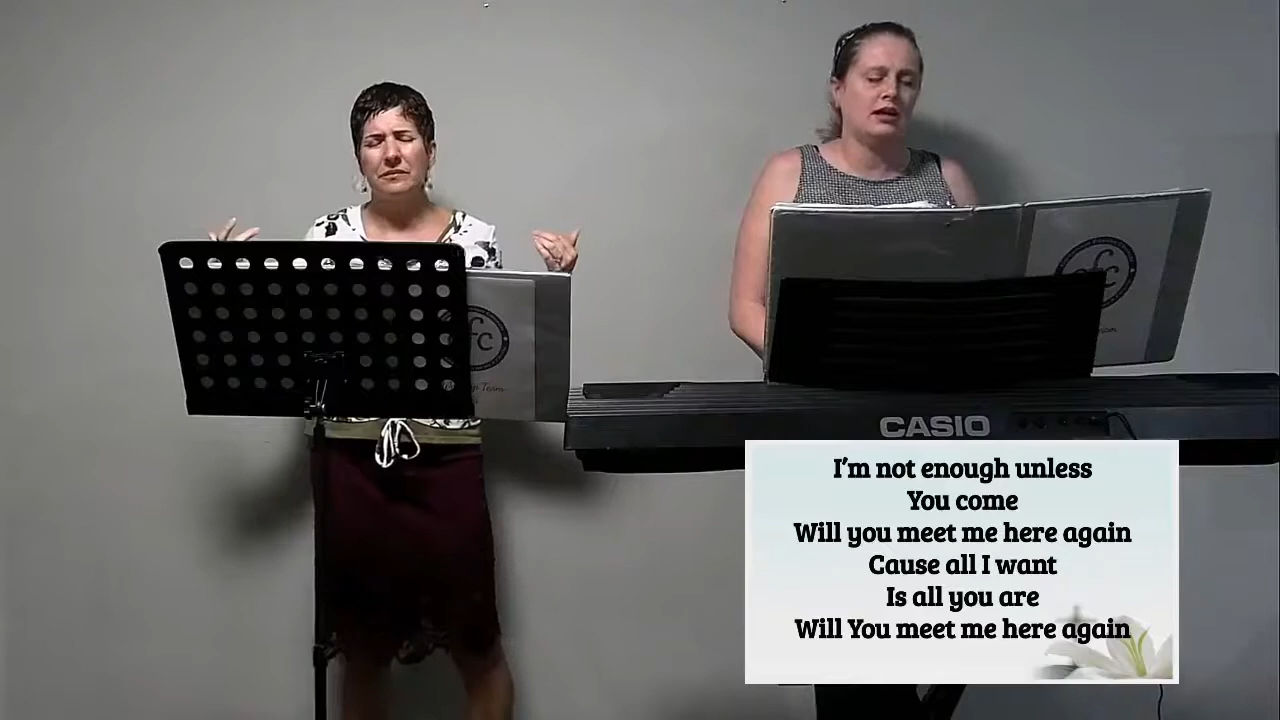 CFC
CASIO
I'm not enough unless
You come
Will you meet me here again
Cause all I want
Is all you are
Will You meet me here again